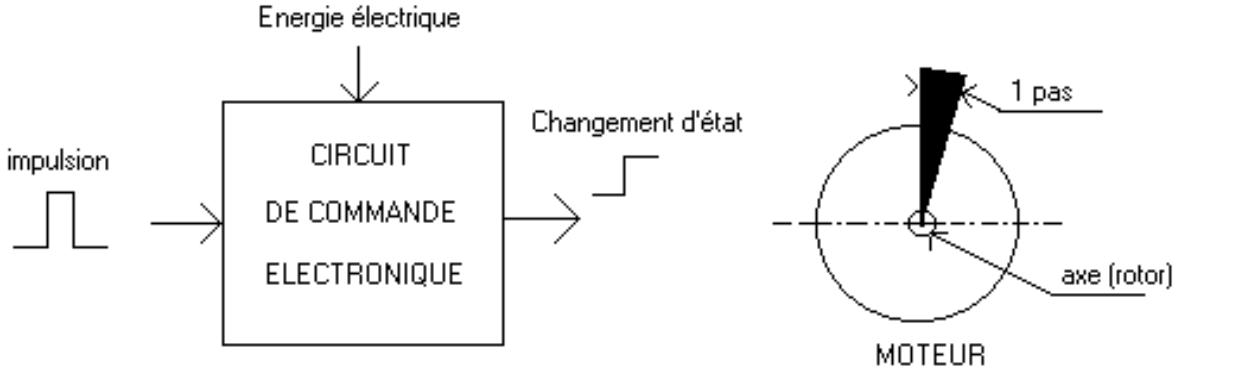 Energie électrique
impulsion
CIRCUIT
DE COMMANDE
ELECTRONIQUE
Changement d'état
1 pas
axe (rotor)
MOTEUR